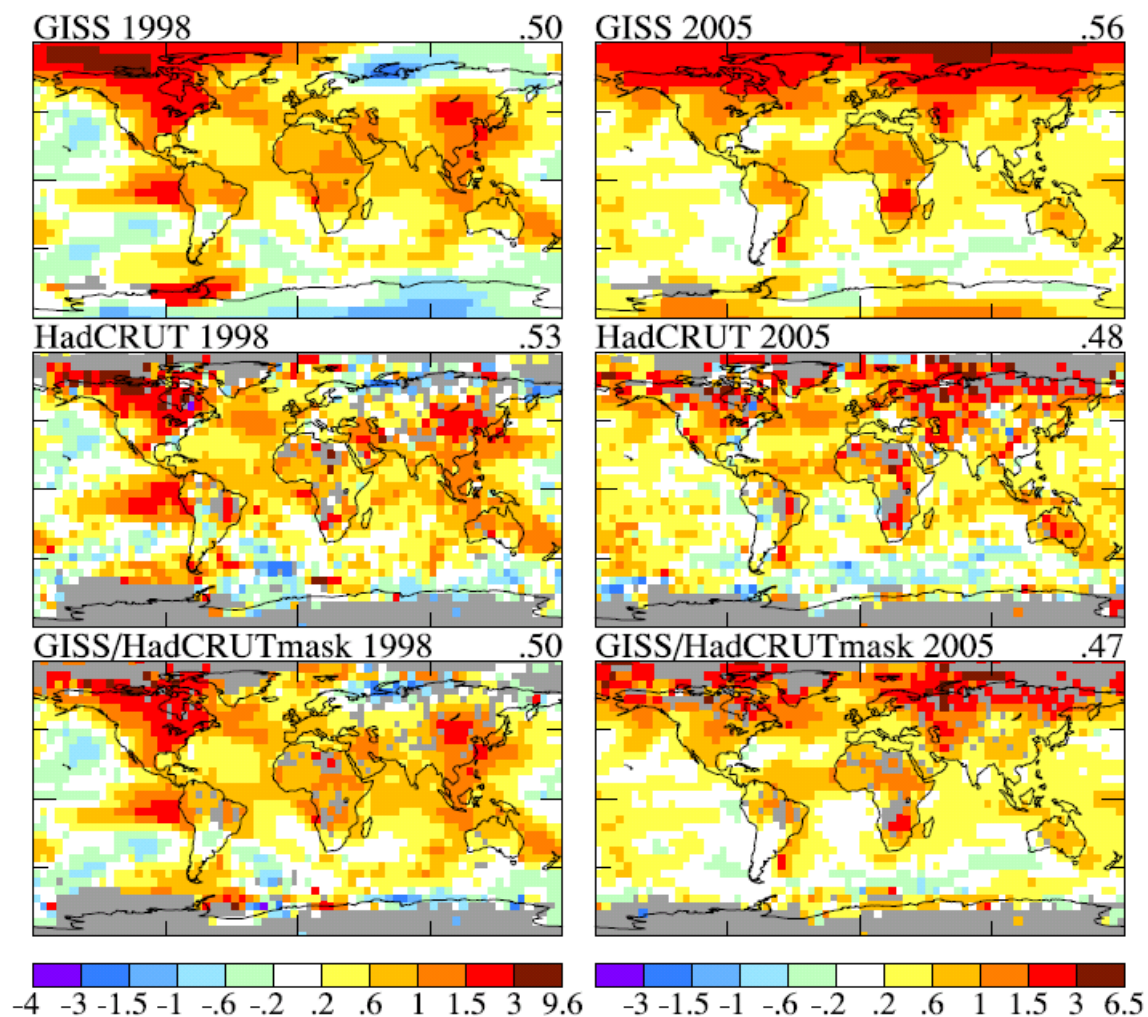 GISS 1998 .50
GISS 2005 .56
HadCRUT 1998 .53
HadCRUT 2005 .48
GISS/HadCRUTmask 1998 .50
GISS/HadCRUTmask 2005 .47
-4 -3 -1.5 -1 -.6 -.2 .2 .6 1 1.5 3 9.6
-3 -1.5 -1 -.6 -.2 .2 .6 1 1.5 3 6.5